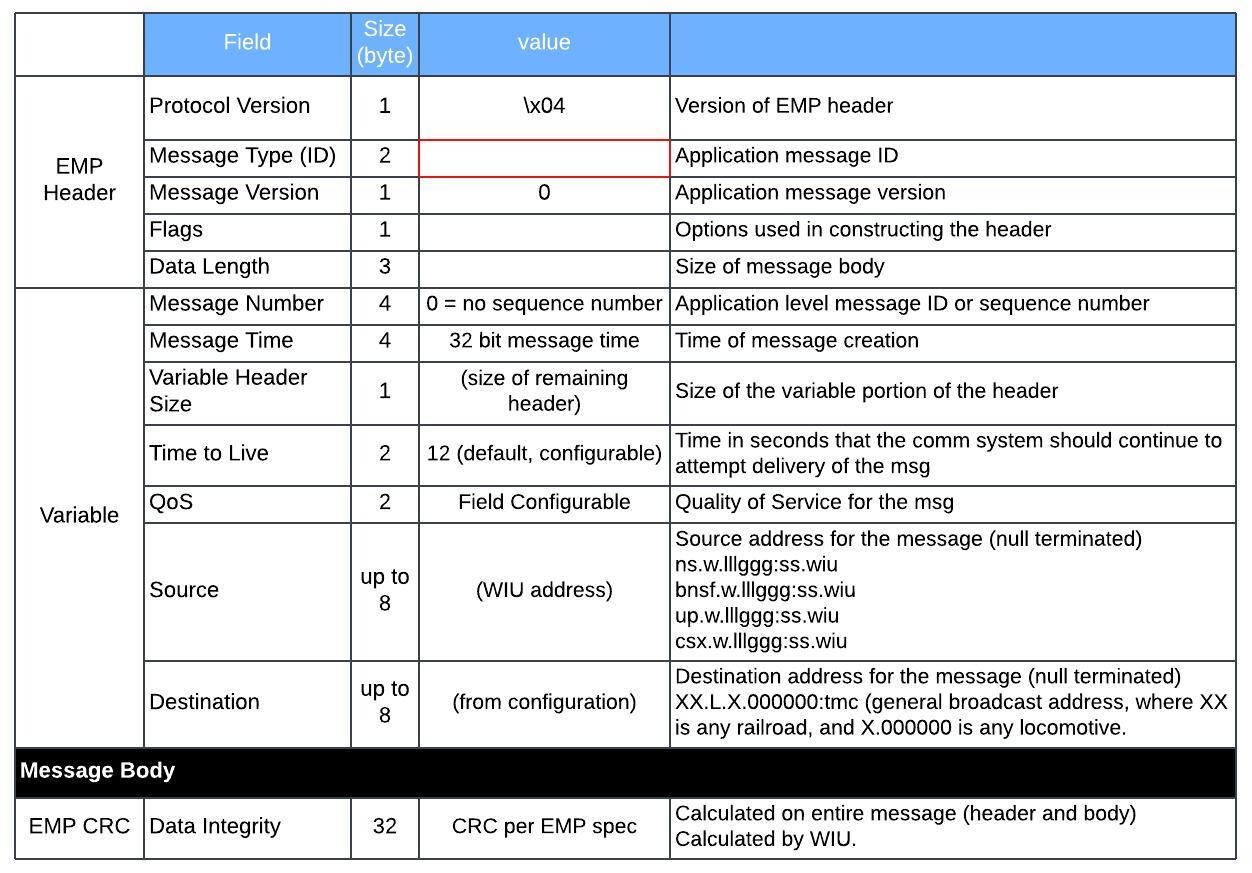 Field Size (byte) value
EMP Header
Protocol Version 1 \x04 Version of EMP header
Message Type (ID) 2 Application message ID
Message Version 1 0 Application message version
Flags 1 Options used in constructing the header
Data Length 3 Size of message body
Variable
Message Number 4 0 = no sequence number Application level message ID or sequence number
Message Time 4 32 bit message time Time of message creation
Variable Header Size 1 (size of remaining header) Size of the variable portion of the header
Time to Live 2 12 (default, configurable) Time in seconds that the comm system should continue to
attempt delivery of the msg
QoS 2 Field Configurable Quality of Service for the msg
Source up to 8 (WIU address) Source address for the message (null terminated)
ns.w.lllggg:ss.wiu
bnsf.w.lllggg:ss.wiu
up.w.lllggg:ss.wiu
csx.w.lllggg:ss.wiu
Destination up to 8 (from configuration) Destination address for the message (null terminated)
XX.L.X.000000:tmc (general broadcast address, where XX
is any railroad, and X.000000 is any locomotive.
Message Body
EMP CRC Data Integrity 32 CRC per EMP spec Calculated on entire message (header and body)
Calculated by WIU.